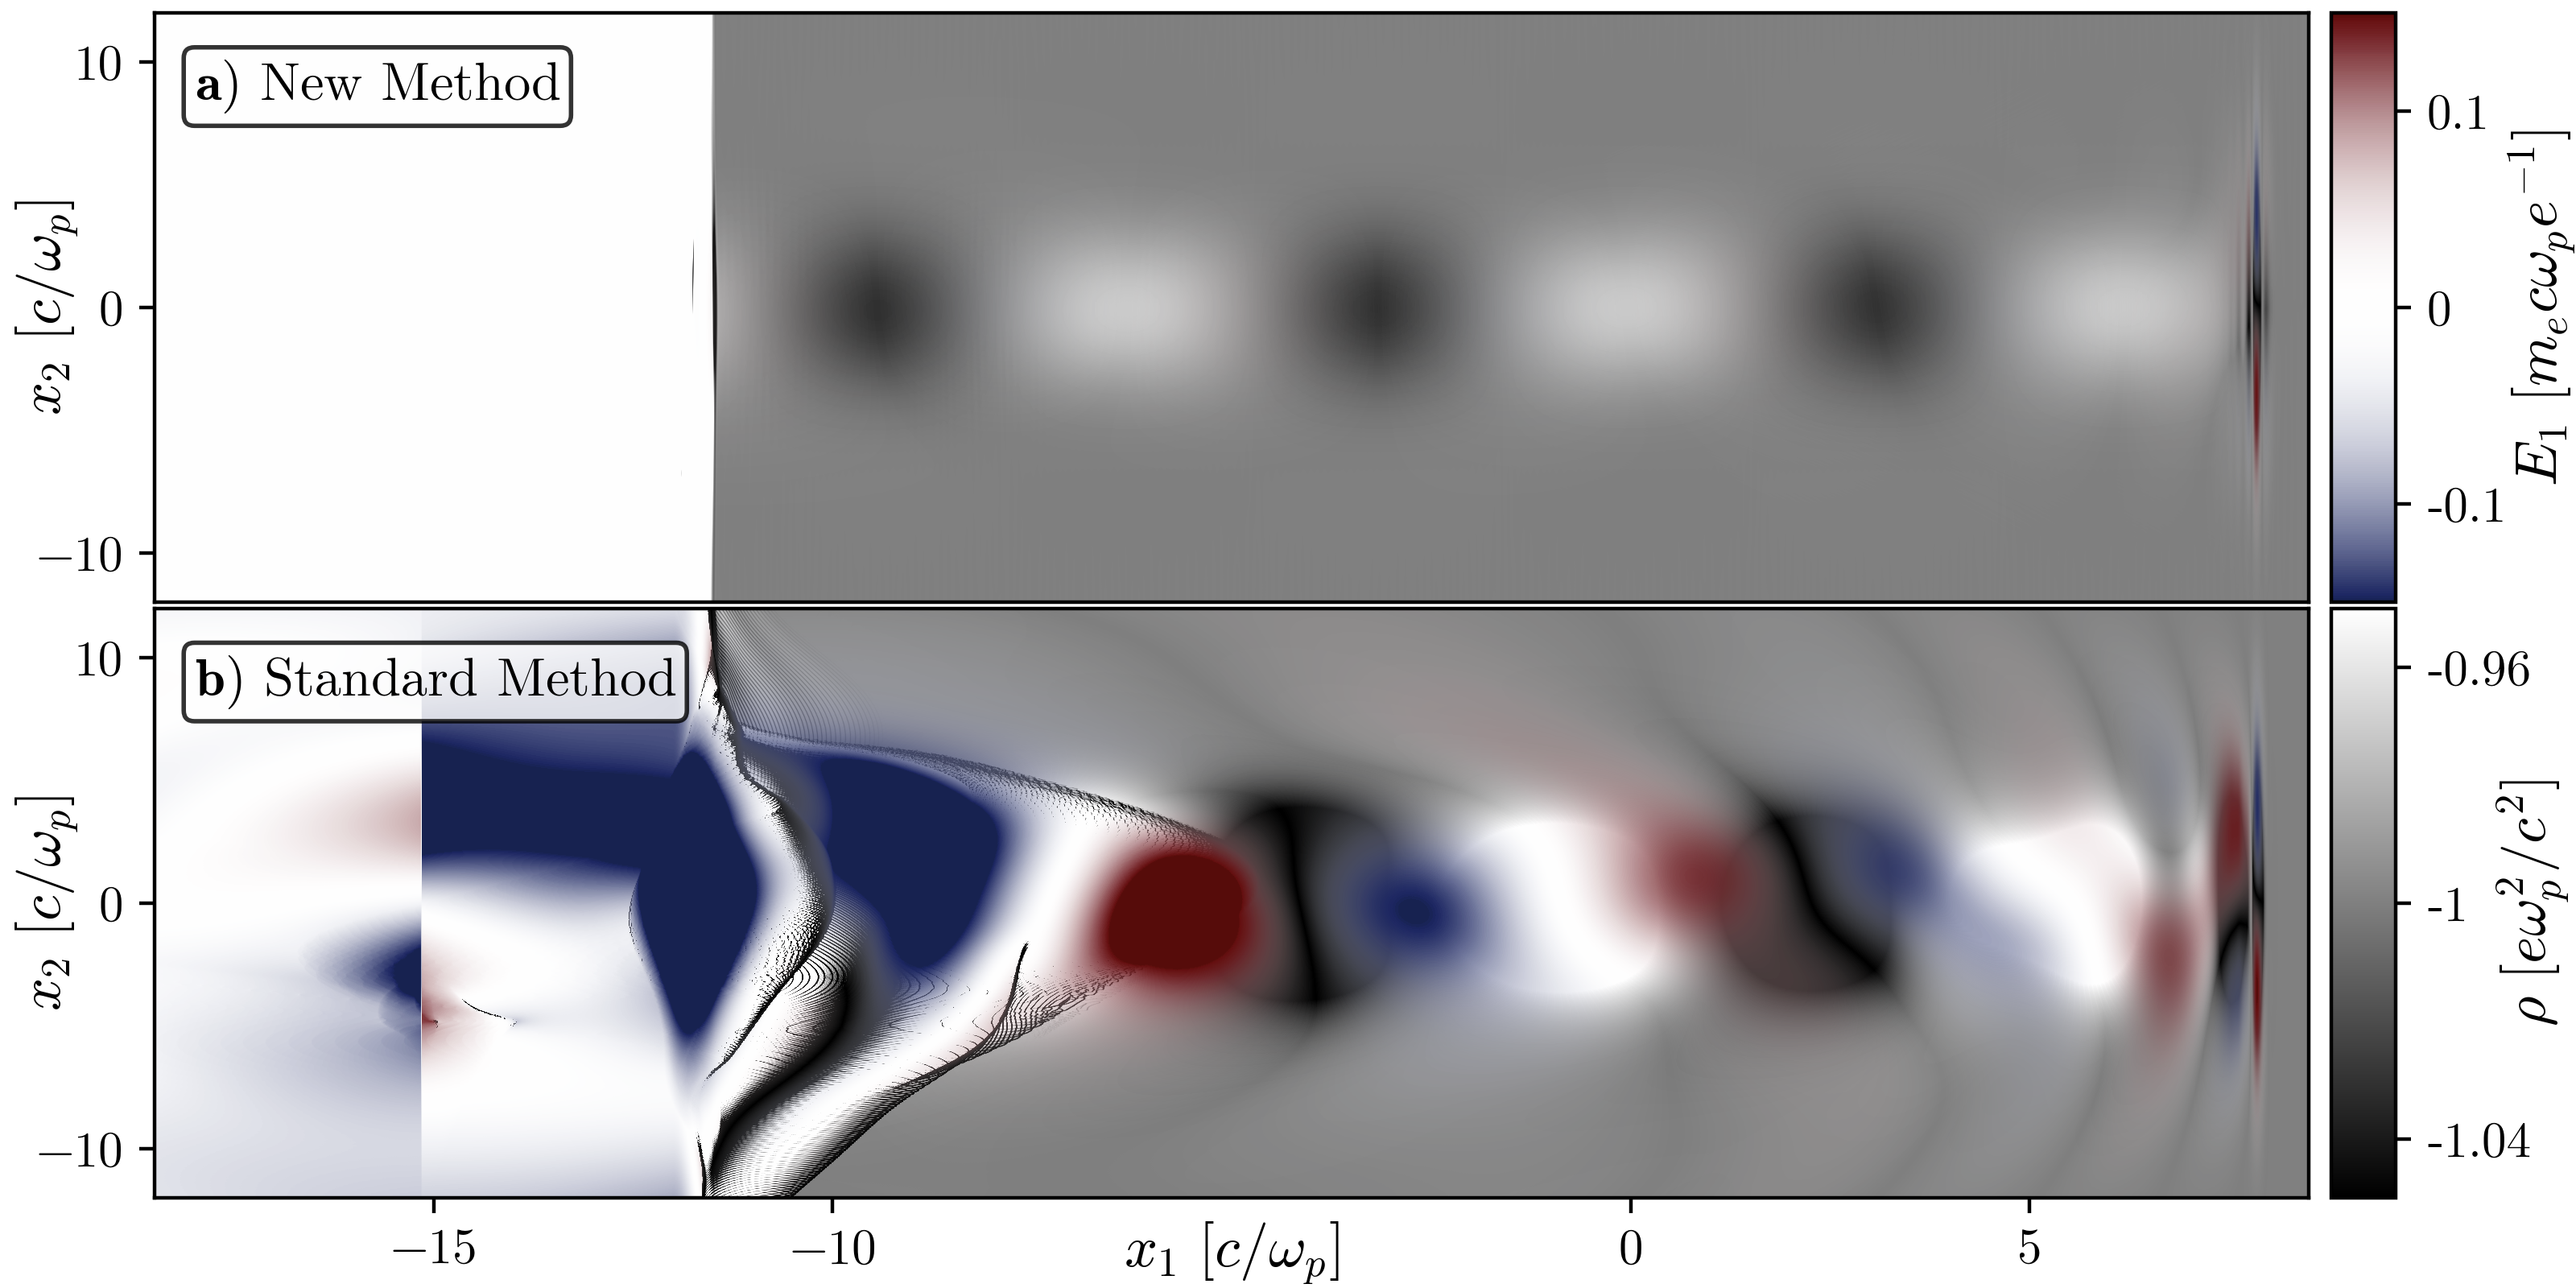 a) New Method
10
0
−10
x₂ [c/ωₚ]
0.1
0
-0.1
E₁ [mₑcωₚe⁻¹]
b) Standard Method
10
0
−10
x₂ [c/ωₚ]
-0.96
-1
-1.04
ρ [eωₚ²/c²]
−15
−10
x₁ [c/ωₚ]
0
5